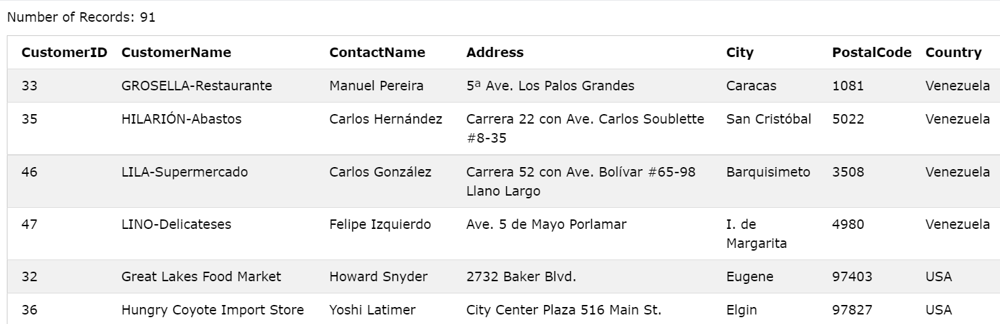 Number of Records: 91
CustomerID CustomerName ContactName Address City PostalCode Country
33 GROSELLA-Restaurante Manuel Pereira 5ª Ave. Los Palos Grandes Caracas 1081 Venezuela
35 HILARIÓN-Abastos Carlos Hernández Carrera 22 con Ave. Carlos Soublette San Cristóbal 5022 Venezuela
#8-35
46 LILA-Supermercado Carlos González Carrera 52 con Ave. Bolívar #65-98 Barquisimeto 3508 Venezuela
Llano Largo
47 LINO-Delicateses Felipe Izquierdo Ave. 5 de Mayo Porlamar I. de 4980 Venezuela
Margarita
32 Great Lakes Food Market Howard Snyder 2732 Baker Blvd. Eugene 97403 USA
36 Hungry Coyote Import Store Yoshi Latimer City Center Plaza 516 Main St. Elgin 97827 USA